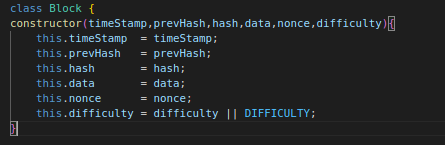 class Block {
constructor(timeStamp,prevHash,hash,data,nonce,difficulty){
    this.timeStamp  = timeStamp;
    this.prevHash   = prevHash;
    this.hash       = hash;
    this.data       = data;
    this.nonce      = nonce;
    this.difficulty = difficulty || DIFFICULTY;
}